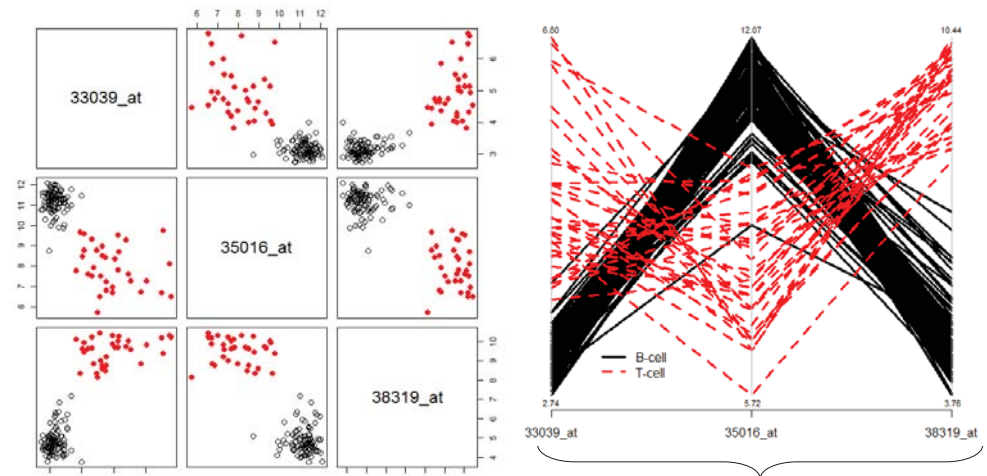 6 7 8 9 10 11 12
33039_at
3 4 5 6
6 7 8 9 10 11 12
35016_at
38319_at
4 5 6 7 8 9 10
6.80 12.07 10.44
B-cell
T-cell
2.74 5.72 3.76
33039_at 35016_at 38319_at